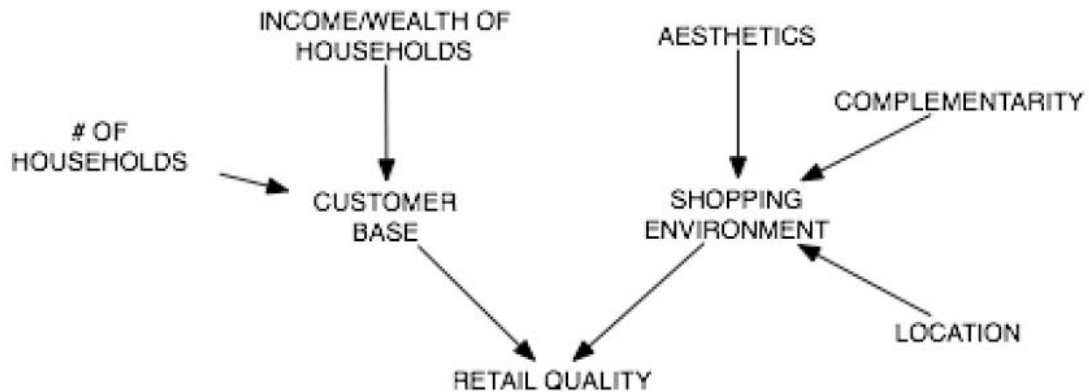 INCOME/WEALTH OF
HOUSEHOLDS
AESTHETICS
COMPLEMENTARITY
# OF
HOUSEHOLDS
CUSTOMER
BASE
SHOPPING
ENVIRONMENT
LOCATION
RETAIL QUALITY